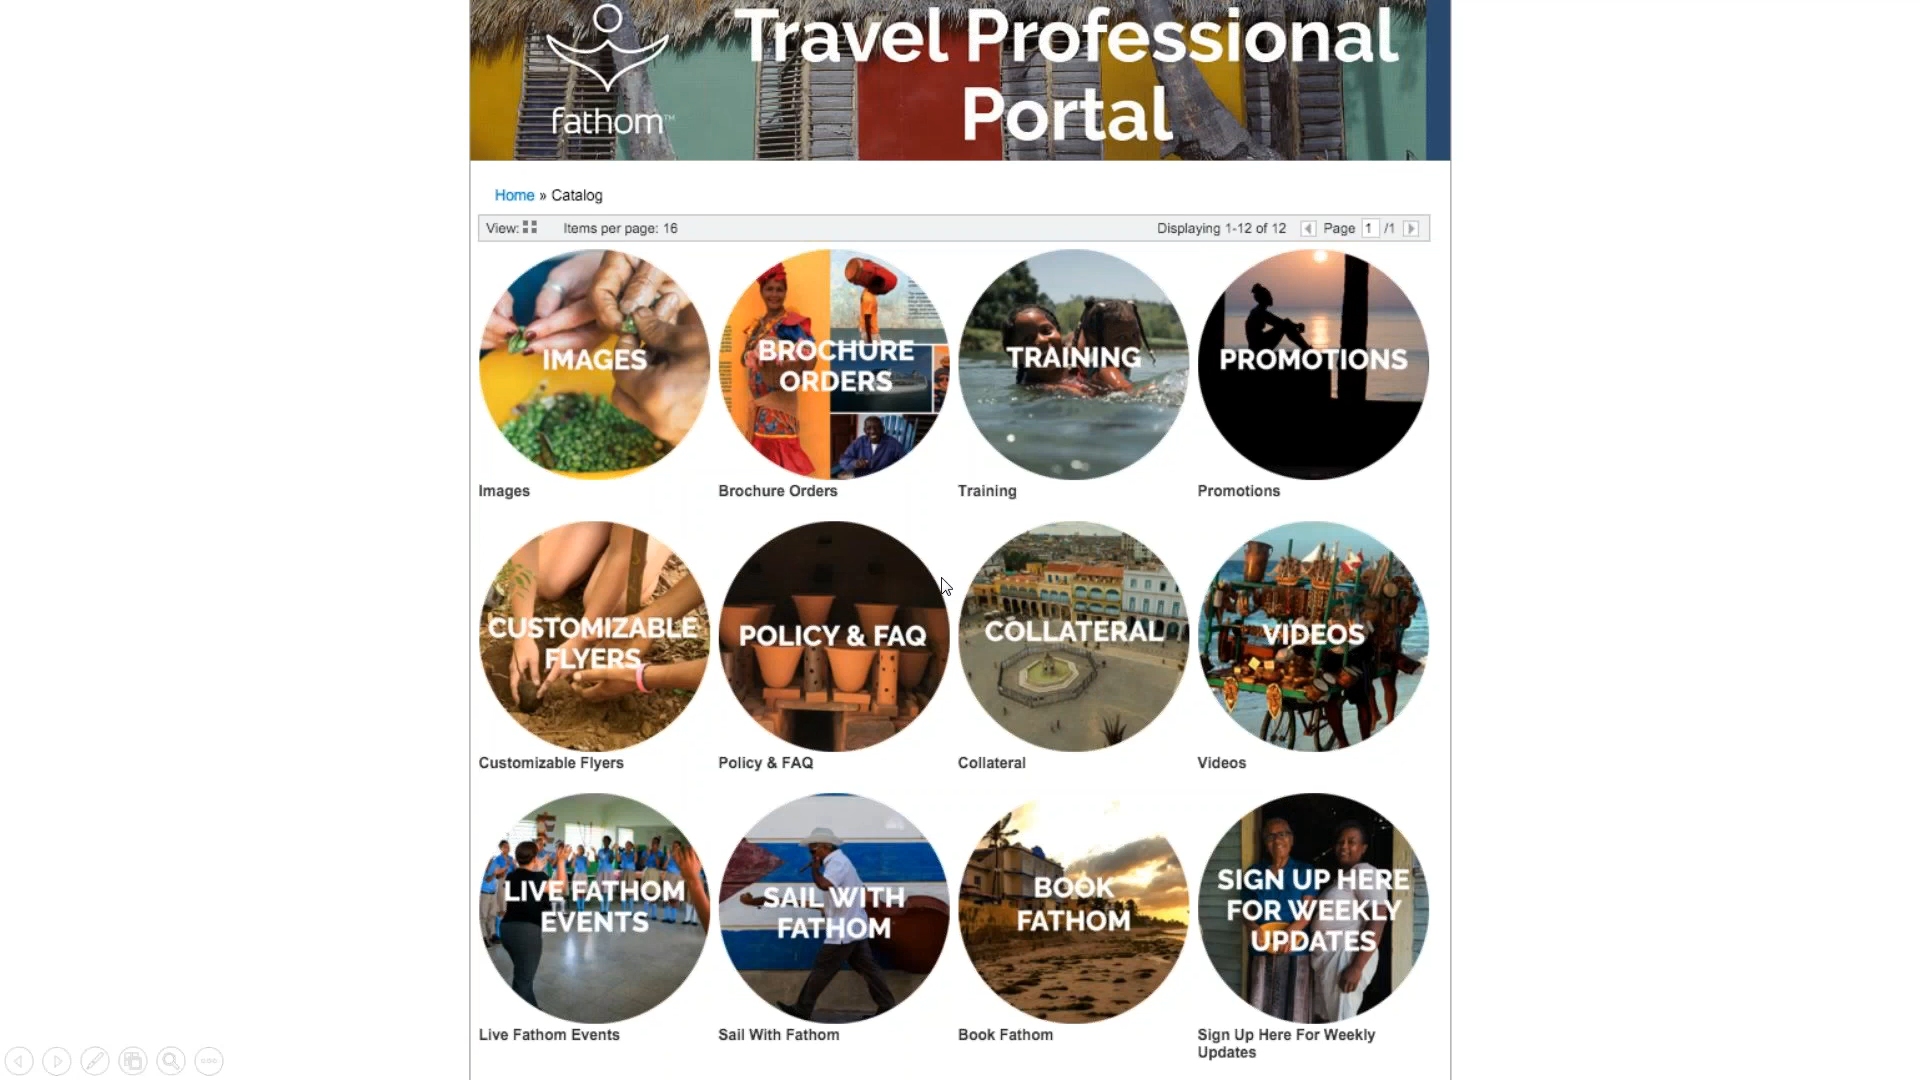 Travel Professional
Portal
fathom™
Home » Catalog
View: Items per page: 16 Displaying 1-12 of 12 Page 1 /1
IMAGES
BROCHURE
ORDERS
TRAINING
PROMOTIONS
Images
Brochure Orders
Training
Promotions
CUSTOMIZABLE
FLYERS
POLICY & FAQ
COLLATERAL
VIDEOS
Customizable Flyers
Policy & FAQ
Collateral
Videos
LIVE FATHOM
EVENTS
SAIL WITH
FATHOM
BOOK
FATHOM
SIGN UP HERE
FOR WEEKLY
UPDATES
Live Fathom Events
Sail With Fathom
Book Fathom
Sign Up Here For Weekly
Updates